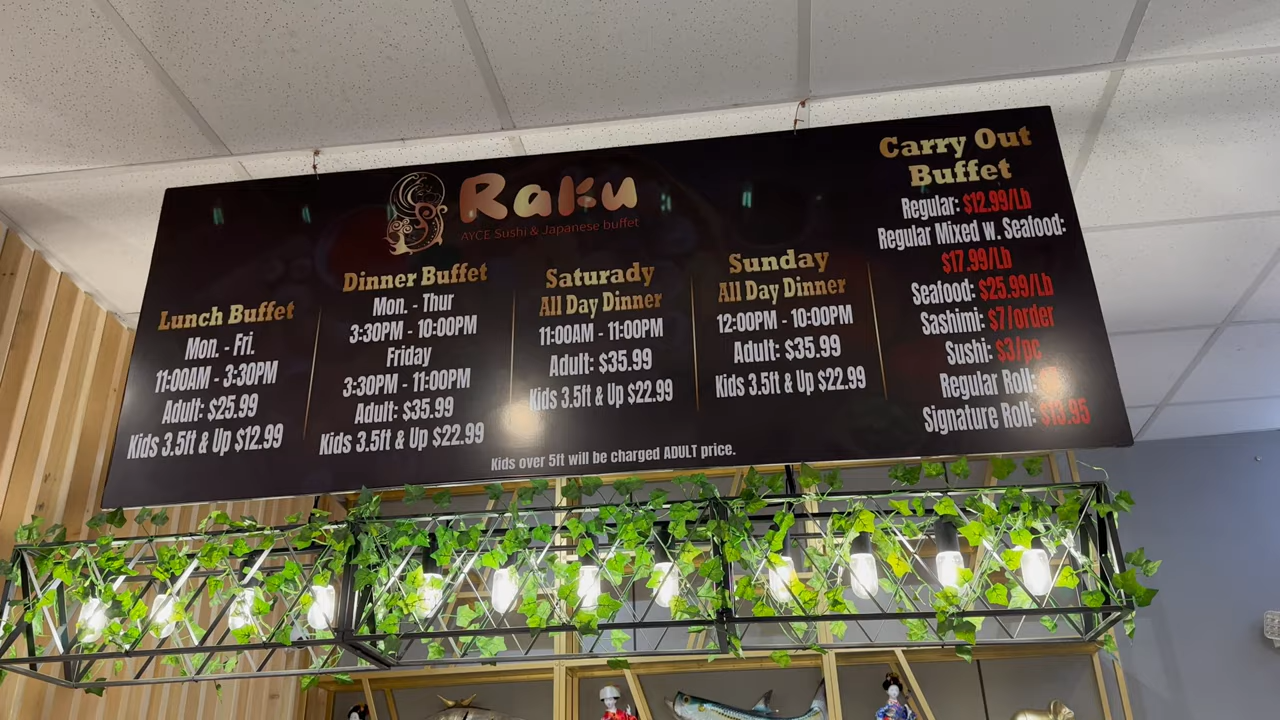 Raku
AYCE Sushi & Japanese buffet
Lunch Buffet
Mon. - Fri.
11:00AM - 3:30PM
Adult: $25.99
Kids 3.5ft & Up $12.99
Dinner Buffet
Mon. - Thur
3:30PM - 10:00PM
Friday
3:30PM - 11:00PM
Adult: $35.99
Kids 3.5ft & Up $22.99
Saturady
All Day Dinner
11:00AM - 11:00PM
Adult: $35.99
Kids 3.5ft & Up $22.99
Sunday
All Day Dinner
12:00PM - 10:00PM
Adult: $35.99
Kids 3.5ft & Up $22.99
Carry Out
Buffet
Regular: $12.99/Lb
Regular Mixed w. Seafood:
$17.99/Lb
Seafood: $25.99/Lb
Sashimi: $7/order
Sushi: $3/pc
Regular Roll:
Signature Roll: $13.95
Kids over 5ft will be charged ADULT price.